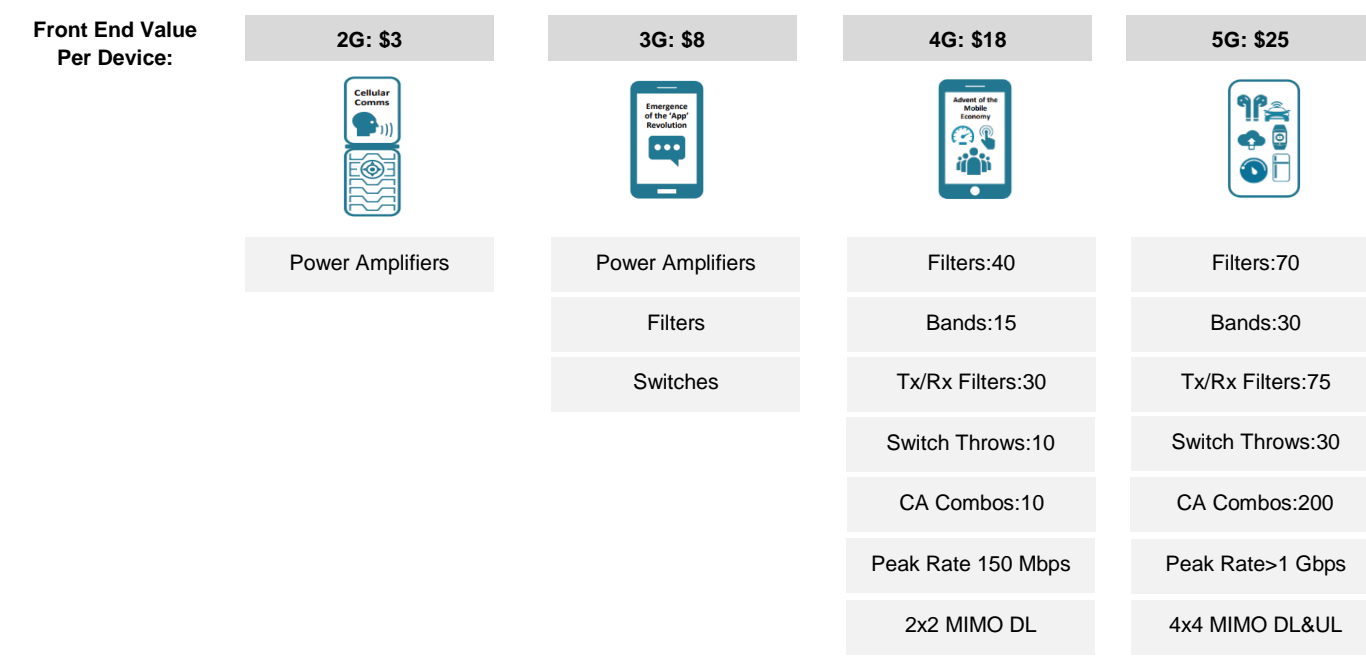 Front End Value
Per Device:
2G: $3
3G: $8
4G: $18
5G: $25
Cellular
Comms
Emergence
of the 'App'
Revolution
Advent of the
Mobile
Economy
Power Amplifiers
Power Amplifiers
Filters:40
Filters:70
Filters
Bands:15
Bands:30
Switches
Tx/Rx Filters:30
Tx/Rx Filters:75
Switch Throws:10
Switch Throws:30
CA Combos:10
CA Combos:200
Peak Rate 150 Mbps
Peak Rate>1 Gbps
2x2 MIMO DL
4x4 MIMO DL&UL